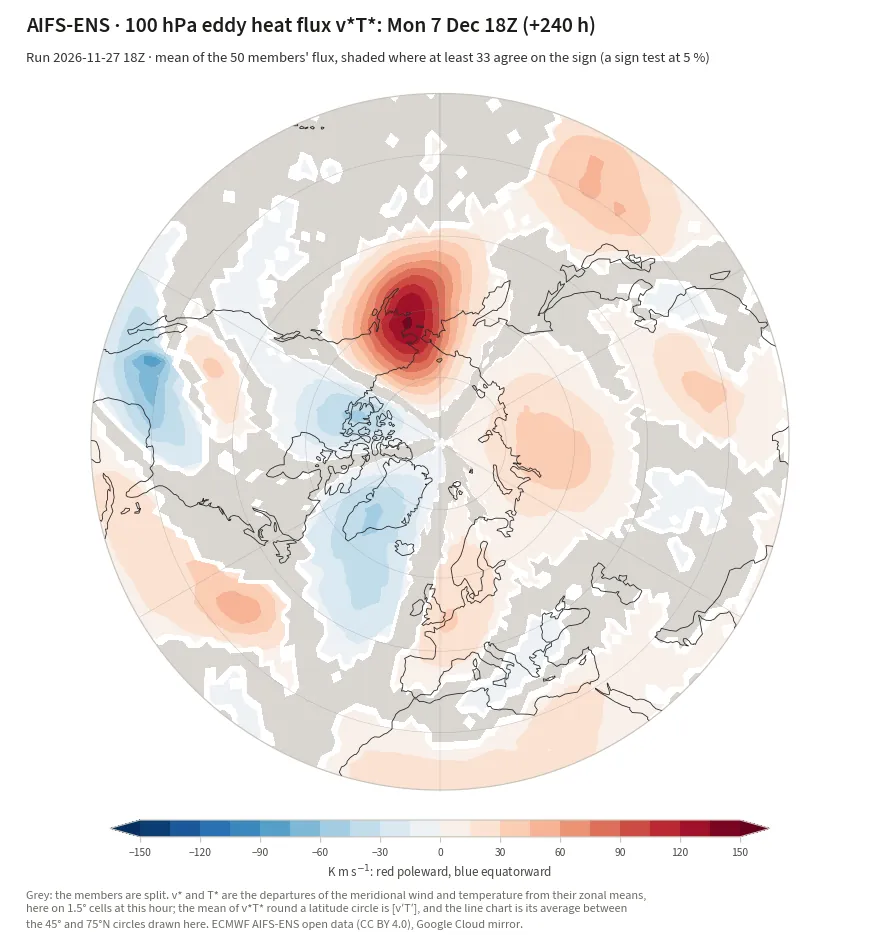 AIFS-ENS · 100 hPa eddy heat flux v*T*: Mon 7 Dec 18Z (+240 h)
Run 2026-11-27 18Z · mean of the 50 members' flux, shaded where at least 33 agree on the sign (a sign test at 5 %)
−150 −120 −90 −60 −30 0 30 60 90 120 150
K m s⁻¹: red poleward, blue equatorward
Grey: the members are split. v* and T* are the departures of the meridional wind and temperature from their zonal means,
here on 1.5° cells at this hour; the mean of v*T* round a latitude circle is [v'T'], and the line chart is its average between
the 45° and 75°N circles drawn here. ECMWF AIFS-ENS open data (CC BY 4.0), Google Cloud mirror.